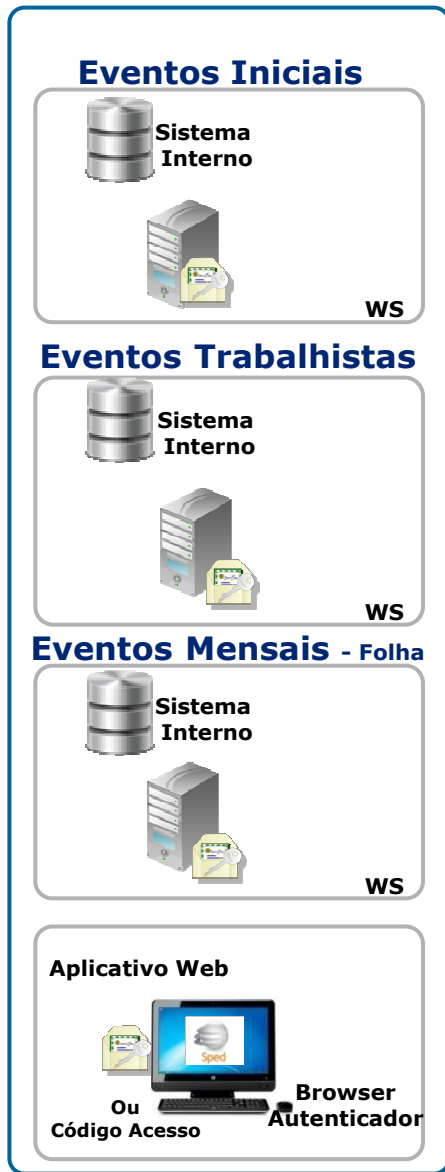 Eventos Iniciais
Sistema
Interno
WS
Eventos Trabalhistas
Sistema
Interno
WS
Eventos Mensais - Folha
Sistema
Interno
WS
Aplicativo Web
Sped
Ou
Código Acesso
Browser
Autenticador